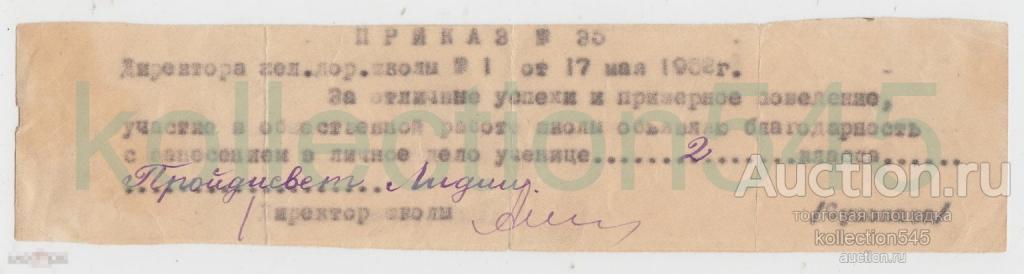 ПРИКАЗ № 35
Директора жел.дор.школы № 1 от 17 мая 1962г.
За отличные успехи и примерное поведение,
участие в общественной работе школы объявляю благодарность
с занесением в личное дело ученице.......2.......класса......
Пройдисвет Лидии.
Директор школы
kollection545
Auction.ru
торговая площадка
kollection545
auction.ru